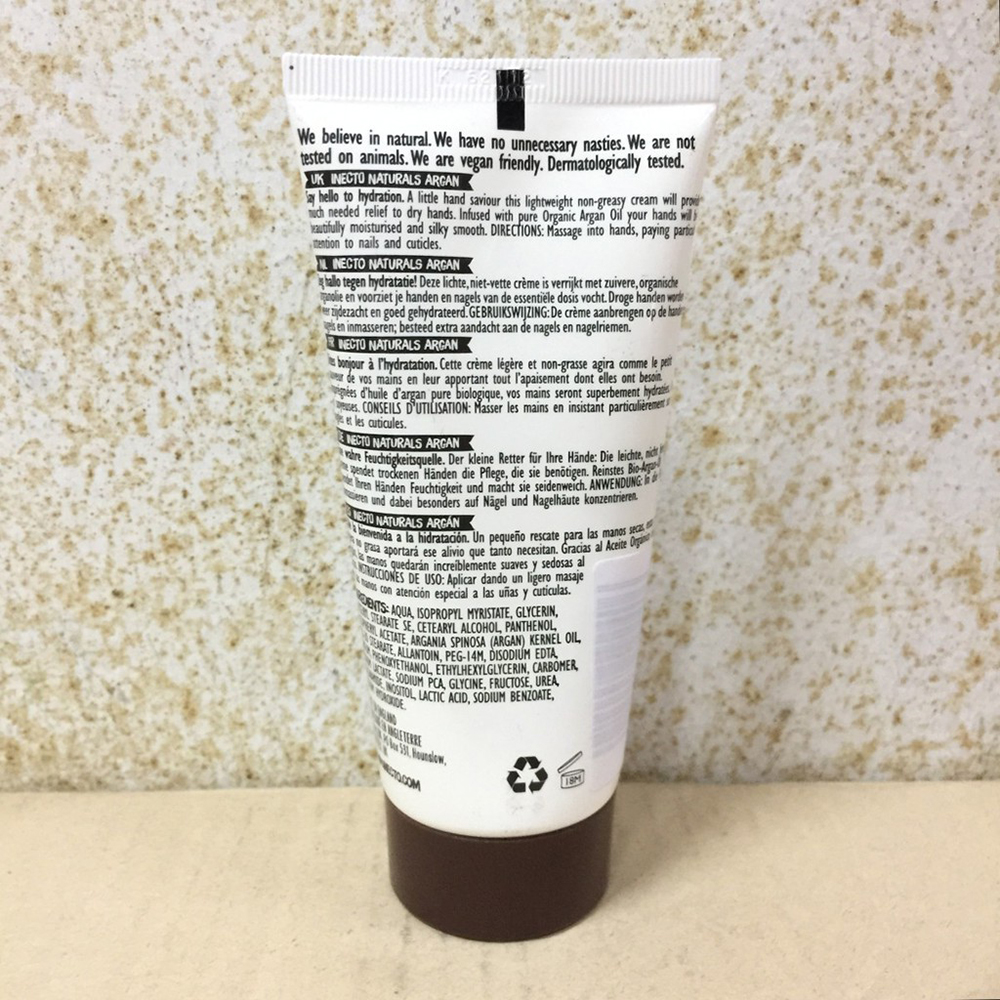 We believe in natural. We have no unnecessary nasties. We are not
tested on animals. We are vegan friendly. Dermatologically tested.
UK INECTO NATURALS ARGAN
hello to hydration. A little hand saviour this lightweight non-greasy cream will
much needed relief to dry hands. Infused with pure Organic Argan Oil your hands will
beautifully moisturised and silky smooth. DIRECTIONS: Massage into hands, paying
attention to nails and cuticles.
NL INECTO NATURALS ARGAN
hallo tegen hydratatie! Deze lichte, niet-vette crème is verrijkt met zuivere, organische
en voorziet je handen en nagels van de essentiële dosis vocht. Droge handen
zijdezacht en goed gehydrateerd. GEBRUIKSWIJZING: De crème aanbrengen op de
en inmasseren; besteed extra aandacht aan de nagels en nagelriemen.
FR INECTO NATURALS ARGAN
bonjour à l'hydratation. Cette crème légère et non-grasse agira comme le
de vos mains en leur apportant tout l'apaisement dont elles ont besoin.
d'huile d'argan pure biologique, vos mains seront superbement
CONSEILS D'UTILISATION: Masser les mains en insistant particulièrement
et les cuticules.
DE INECTO NATURALS ARGAN
wahre Feuchtigkeitsquelle. Der kleine Retter für Ihre Hände: Die leichte,
spendet trockenen Händen die Pflege, die sie benötigen. Reinstes
Ihren Händen Feuchtigkeit und macht sie seidenweich. ANWENDUNG: In
und dabei besonders auf Nägel und Nagelhäute konzentrieren.
INECTO NATURALS ARGÁN
la bienvenida a la hidratación. Un pequeño rescate para las manos secas,
no grasa aportará ese alivio que tanto necesitan. Gracias al Aceite
las manos quedarán increíblemente suaves y sedosas al
INSTRUCCIONES DE USO: Aplicar dando un ligero masaje
manos con atención especial a las uñas y cutículas.
AQUA, ISOPROPYL MYRISTATE, GLYCERIN,
STEARATE SE, CETEARYL ALCOHOL, PANTHENOL,
ACETATE, ARGANIA SPINOSA (ARGAN) KERNEL OIL,
STEARATE, ALLANTOIN, PEG-14M, DISODIUM EDTA,
PHENOXYETHANOL, ETHYLHEXYLGLYCERIN, CARBOMER,
LACTATE, SODIUM PCA, GLYCINE, FRUCTOSE, UREA,
INOSITOL, LACTIC ACID, SODIUM BENZOATE,
ANGLETERRE
Box 531, Hounslow,
18M